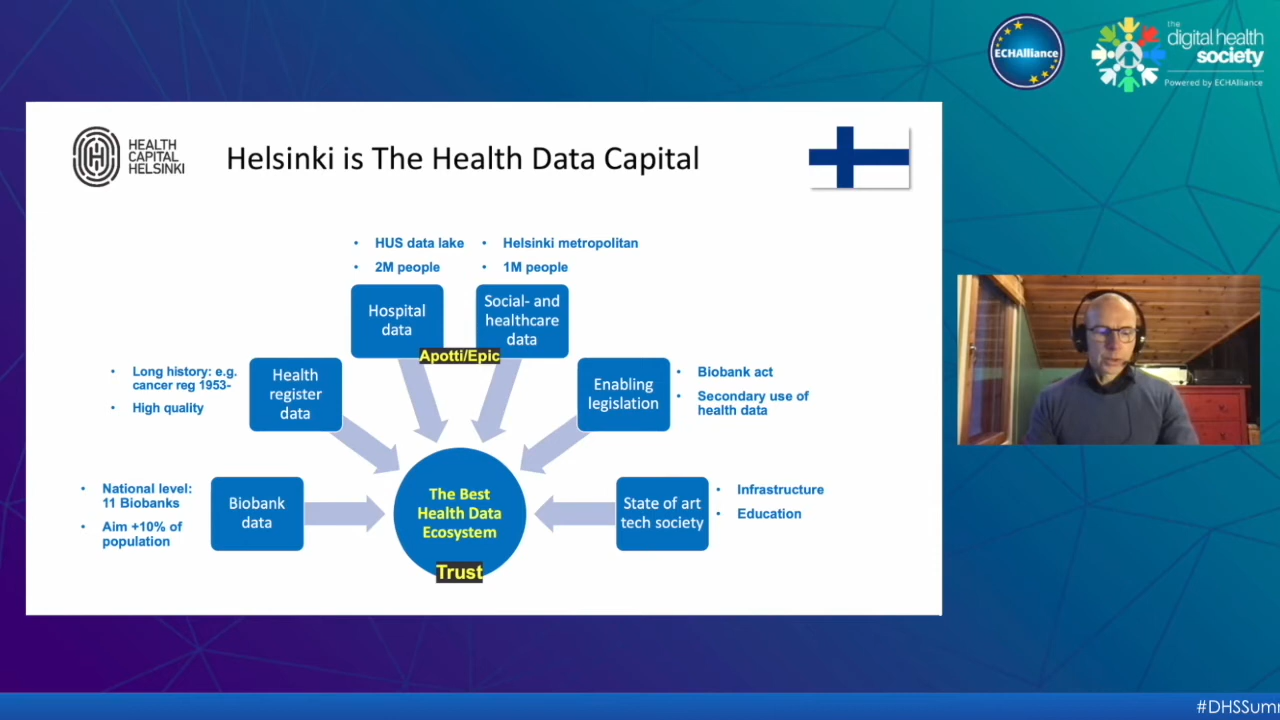 ECHAlliance
the
digital health
society
Powered by ECHAlliance
HEALTH
CAPITAL
HELSINKI
Helsinki is The Health Data Capital
• HUS data lake
• 2M people
• Helsinki metropolitan
• 1M people
Hospital
data
Social- and
healthcare
data
Apotti/Epic
• Long history: e.g.
cancer reg 1953-
• High quality
Health
register
data
Enabling
legislation
• Biobank act
• Secondary use of
health data
• National level:
11 Biobanks
• Aim +10% of
population
Biobank
data
The Best
Health Data
Ecosystem
Trust
State of art
tech society
• Infrastructure
• Education
#DHSSum